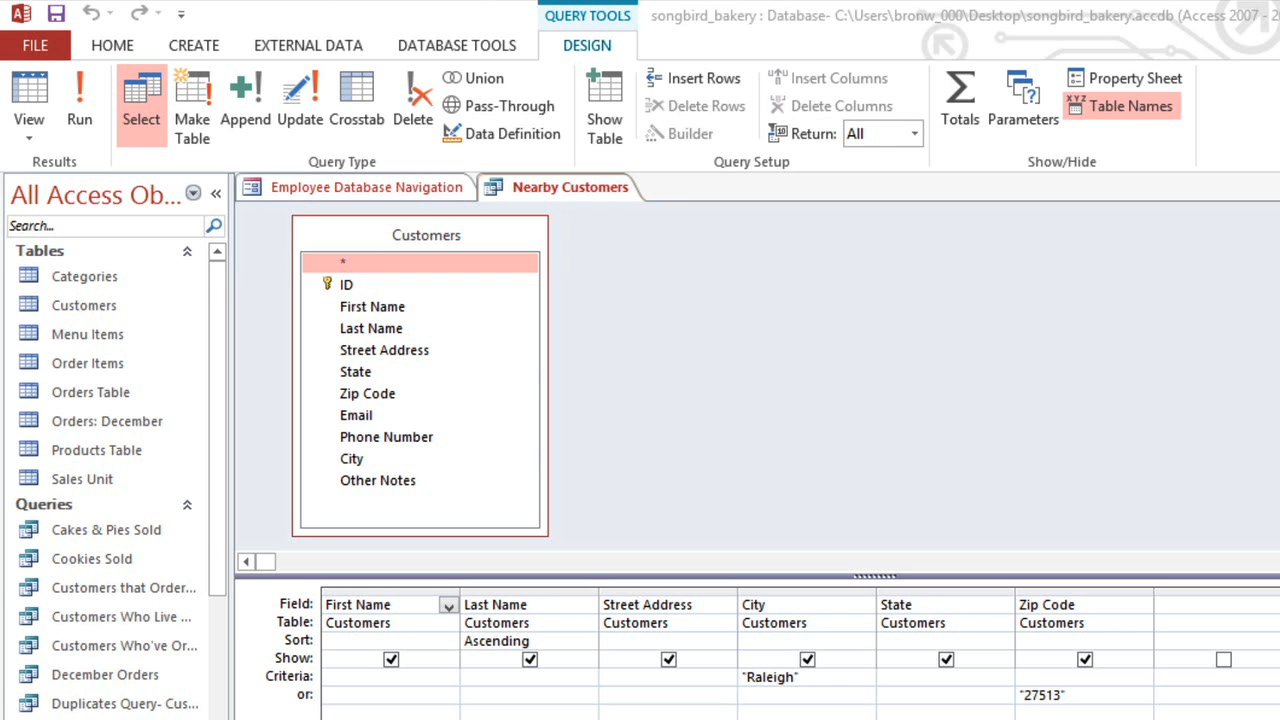 QUERY TOOLS
songbird_bakery : Database- C:\Users\bronw_000\Desktop\songbird_bakery.accdb (Access 2007 - 2
FILE HOME CREATE EXTERNAL DATA DATABASE TOOLS DESIGN
View
Run
Results
Select
Make Table
Append
Update
Crosstab
Delete
Union
Pass-Through
Data Definition
Query Type
Show Table
Insert Rows
Delete Rows
Builder
Insert Columns
Delete Columns
Return: All
Query Setup
Totals
Parameters
Property Sheet
Table Names
Show/Hide
All Access Ob...
Search...
Tables
Categories
Customers
Menu Items
Order Items
Orders Table
Orders: December
Products Table
Sales Unit
Queries
Cakes & Pies Sold
Cookies Sold
Customers that Order...
Customers Who Live ...
Customers Who've Or...
December Orders
Duplicates Query- Cus...
Employee Database Navigation
Nearby Customers
Customers
*
ID
First Name
Last Name
Street Address
State
Zip Code
Email
Phone Number
City
Other Notes
Field: First Name Last Name Street Address City State Zip Code
Table: Customers Customers Customers Customers Customers Customers
Sort: Ascending
Show:
Criteria: "Raleigh"
or: "27513"